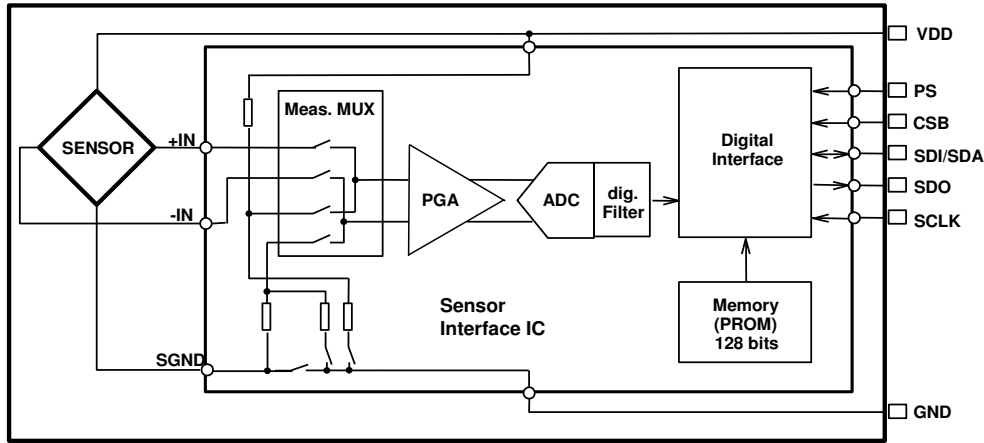 VDD
PS
Meas. MUX
CSB
+IN
Digital
Interface
SENSOR
SDI/SDA
PGA
ADC
dig.
Filter
SDO
-IN
SCLK
Sensor
Interface IC
Memory
(PROM)
128 bits
SGND
GND